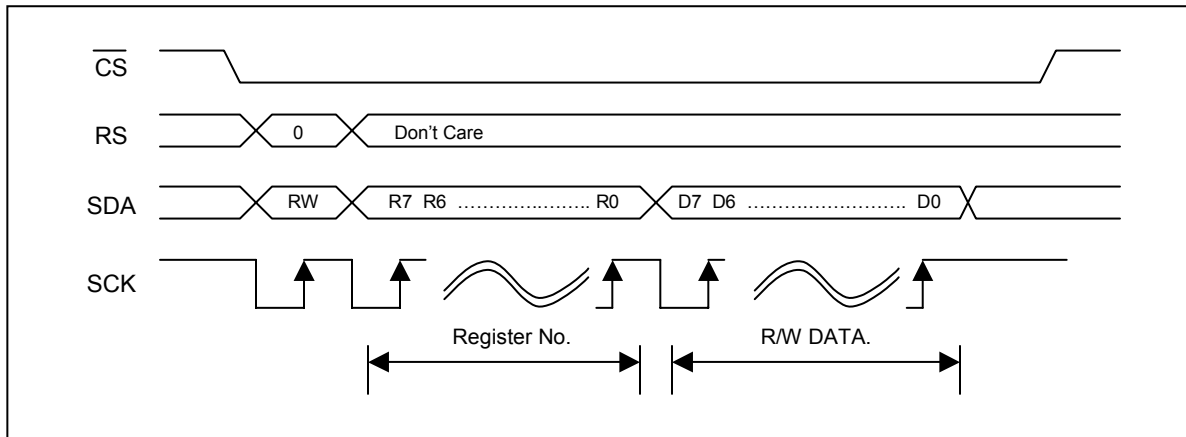 CS
RS 0 Don't Care
SDA RW R7 R6 ........................ R0 D7 D6 ............................ D0
SCK
Register No. R/W DATA.